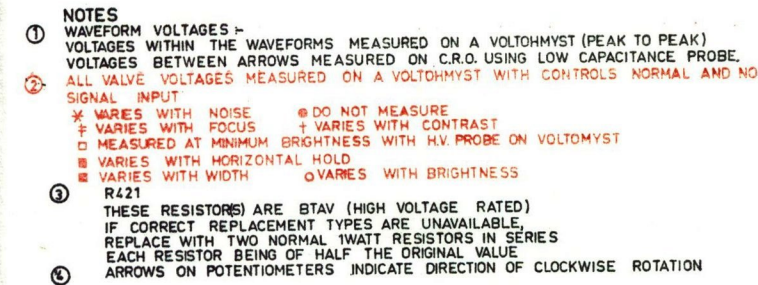 NOTES
① WAVEFORM VOLTAGES :-
VOLTAGES WITHIN THE WAVEFORMS MEASURED ON A VOLTOHMYST (PEAK TO PEAK)
VOLTAGES BETWEEN ARROWS MEASURED ON C.R.O. USING LOW CAPACITANCE PROBE.
② ALL VALVE VOLTAGES MEASURED ON A VOLTOHMYST WITH CONTROLS NORMAL AND NO
SIGNAL INPUT
* VARIES WITH NOISE ⊕ DO NOT MEASURE
‡ VARIES WITH FOCUS † VARIES WITH CONTRAST
□ MEASURED AT MINIMUM BRIGHTNESS WITH H.V. PROBE ON VOLTOMYST
▣ VARIES WITH HORIZONTAL HOLD
▣ VARIES WITH WIDTH ○ VARIES WITH BRIGHTNESS
③ R421
THESE RESISTOR(S) ARE BTAV (HIGH VOLTAGE RATED)
IF CORRECT REPLACEMENT TYPES ARE UNAVAILABLE,
REPLACE WITH TWO NORMAL 1WATT RESISTORS IN SERIES
EACH RESISTOR BEING OF HALF THE ORIGINAL VALUE
④ ARROWS ON POTENTIOMETERS INDICATE DIRECTION OF CLOCKWISE ROTATION